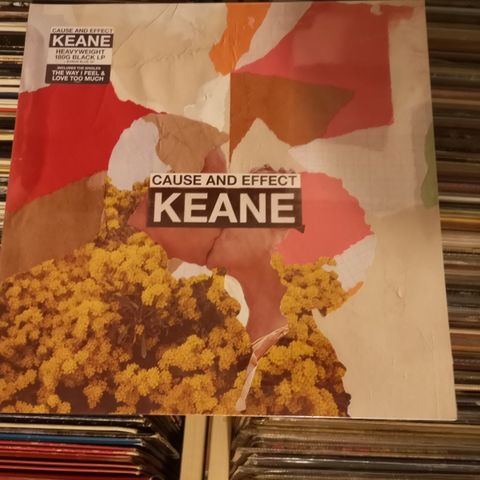 CAUSE AND EFFECT
KEANE
HEAVYWEIGHT
180G BLACK LP
INCLUDES THE SINGLES
THE WAY I FEEL &
LOVE TOO MUCH
CAUSE AND EFFECT
KEANE